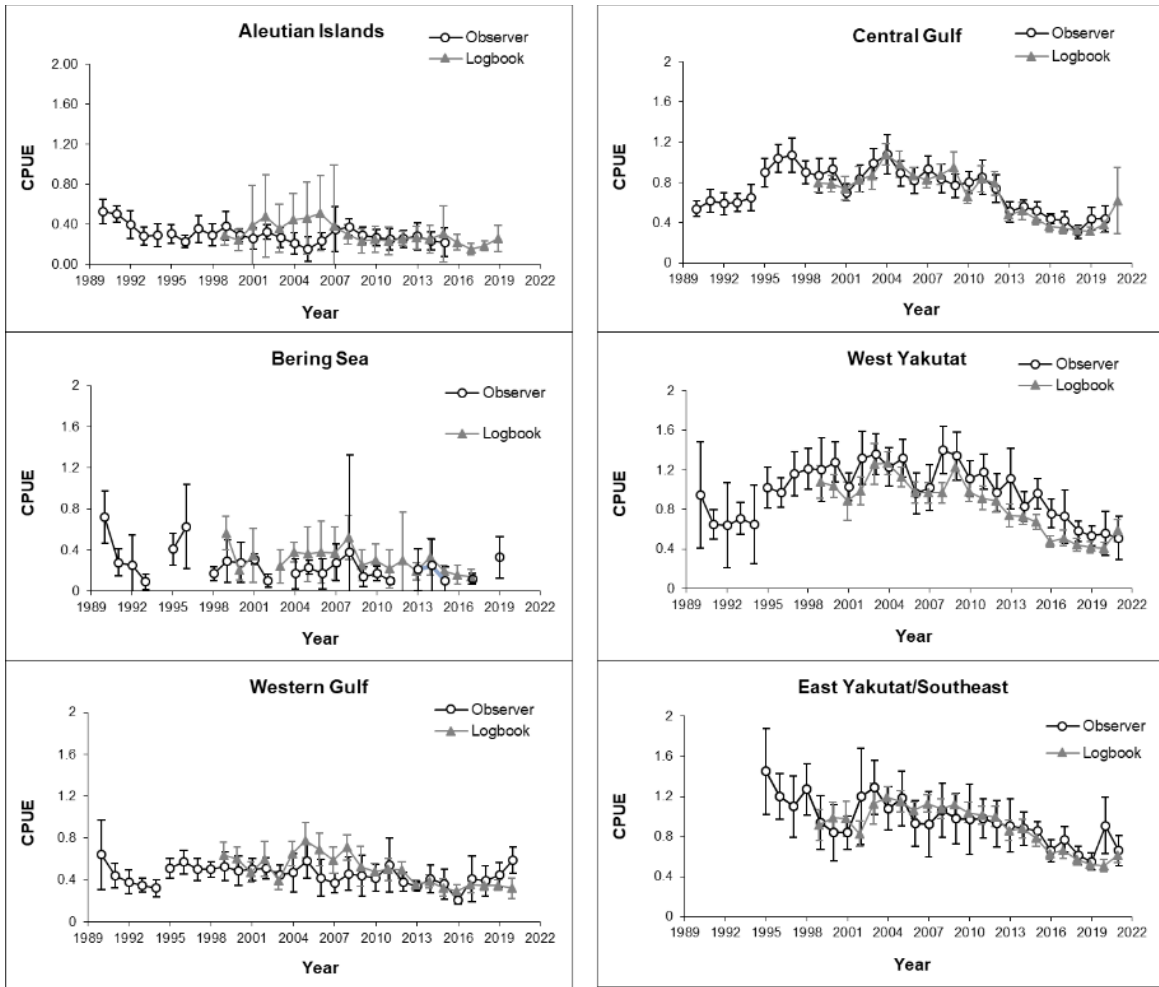 Aleutian Islands
Observer
Logbook
2.00
1.60
1.20
0.80
0.40
0.00
CPUE
1989 1992 1995 1998 2001 2004 2007 2010 2013 2016 2019 2022
Year
Central Gulf
Observer
Logbook
2
1.6
1.2
0.8
0.4
0
CPUE
1989 1992 1995 1998 2001 2004 2007 2010 2013 2016 2019 2022
Year
Bering Sea
Observer
Logbook
2
1.6
1.2
0.8
0.4
0
CPUE
1989 1992 1995 1998 2001 2004 2007 2010 2013 2016 2019 2022
Year
West Yakutat
Observer
Logbook
2
1.6
1.2
0.8
0.4
0
CPUE
1989 1992 1995 1998 2001 2004 2007 2010 2013 2016 2019 2022
Year
Western Gulf
Observer
Logbook
2
1.6
1.2
0.8
0.4
0
CPUE
1989 1992 1995 1998 2001 2004 2007 2010 2013 2016 2019 2022
Year
East Yakutat/Southeast
Observer
Logbook
2
1.6
1.2
0.8
0.4
0
CPUE
1989 1992 1995 1998 2001 2004 2007 2010 2013 2016 2019 2022
Year